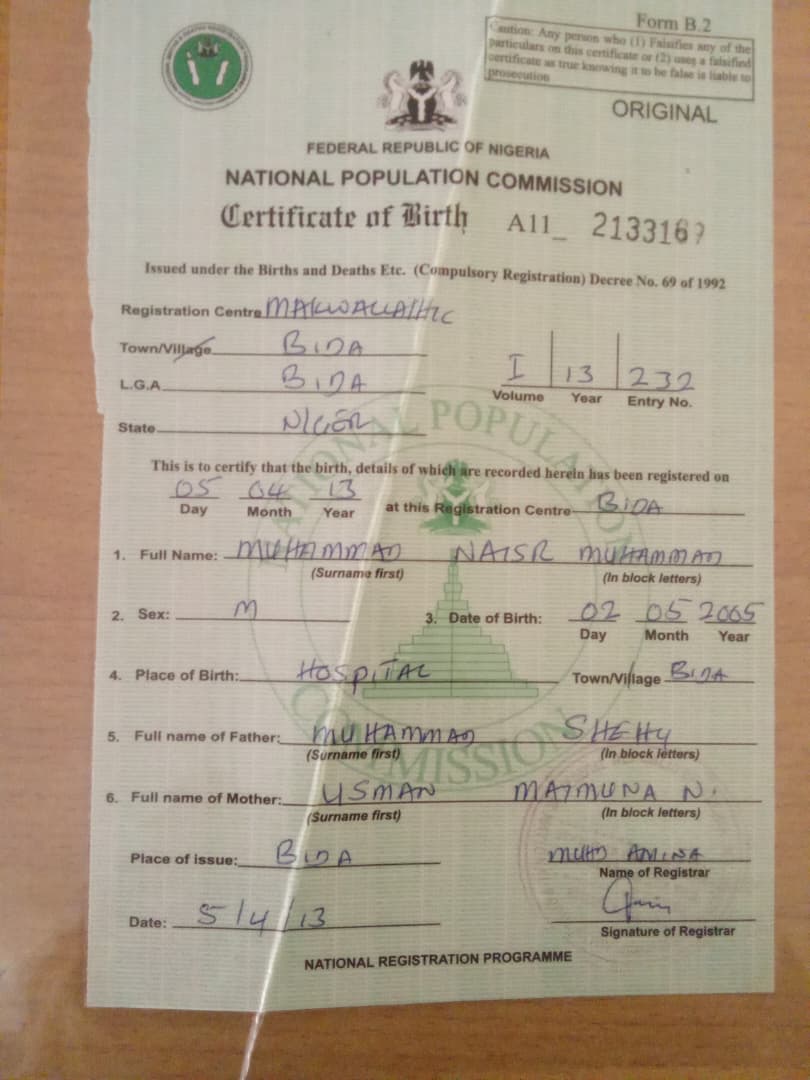 Form B.2
Caution: Any person who (1) Falsifies any of the
particulars on this certificate or (2) uses a falsified
certificate as true knowing it to be false is liable to
prosecution
ORIGINAL
FEDERAL REPUBLIC OF NIGERIA
NATIONAL POPULATION COMMISSION
Certificate of Birth A11_ 213316
Issued under the Births and Deaths Etc. (Compulsory Registration) Decree No. 69 of 1992
Registration Centre
Town/Village BIDA
L.G.A BIDA
I 13 232
Volume Year Entry No.
State NIGER
This is to certify that the birth, details of which are recorded herein has been registered on
05 04 13
Day Month Year at this Registration Centre BIDA
1. Full Name: MUHAMMAD NAISR MUHAMMAD
(Surname first) (In block letters)
2. Sex: M 3. Date of Birth: 02 05 2005
Day Month Year
4. Place of Birth: HOSPITAL Town/Village BIDA
5. Full name of Father: MUHAMMAD SHEHU
(Surname first) (In block letters)
6. Full name of Mother: USMAN MAIMUNA N.
(Surname first) (In block letters)
Place of issue: BIDA MUHD AMINA
Name of Registrar
Date: 5/4/13
Signature of Registrar
NATIONAL REGISTRATION PROGRAMME
NATIONAL POPULATION
COMMISSION